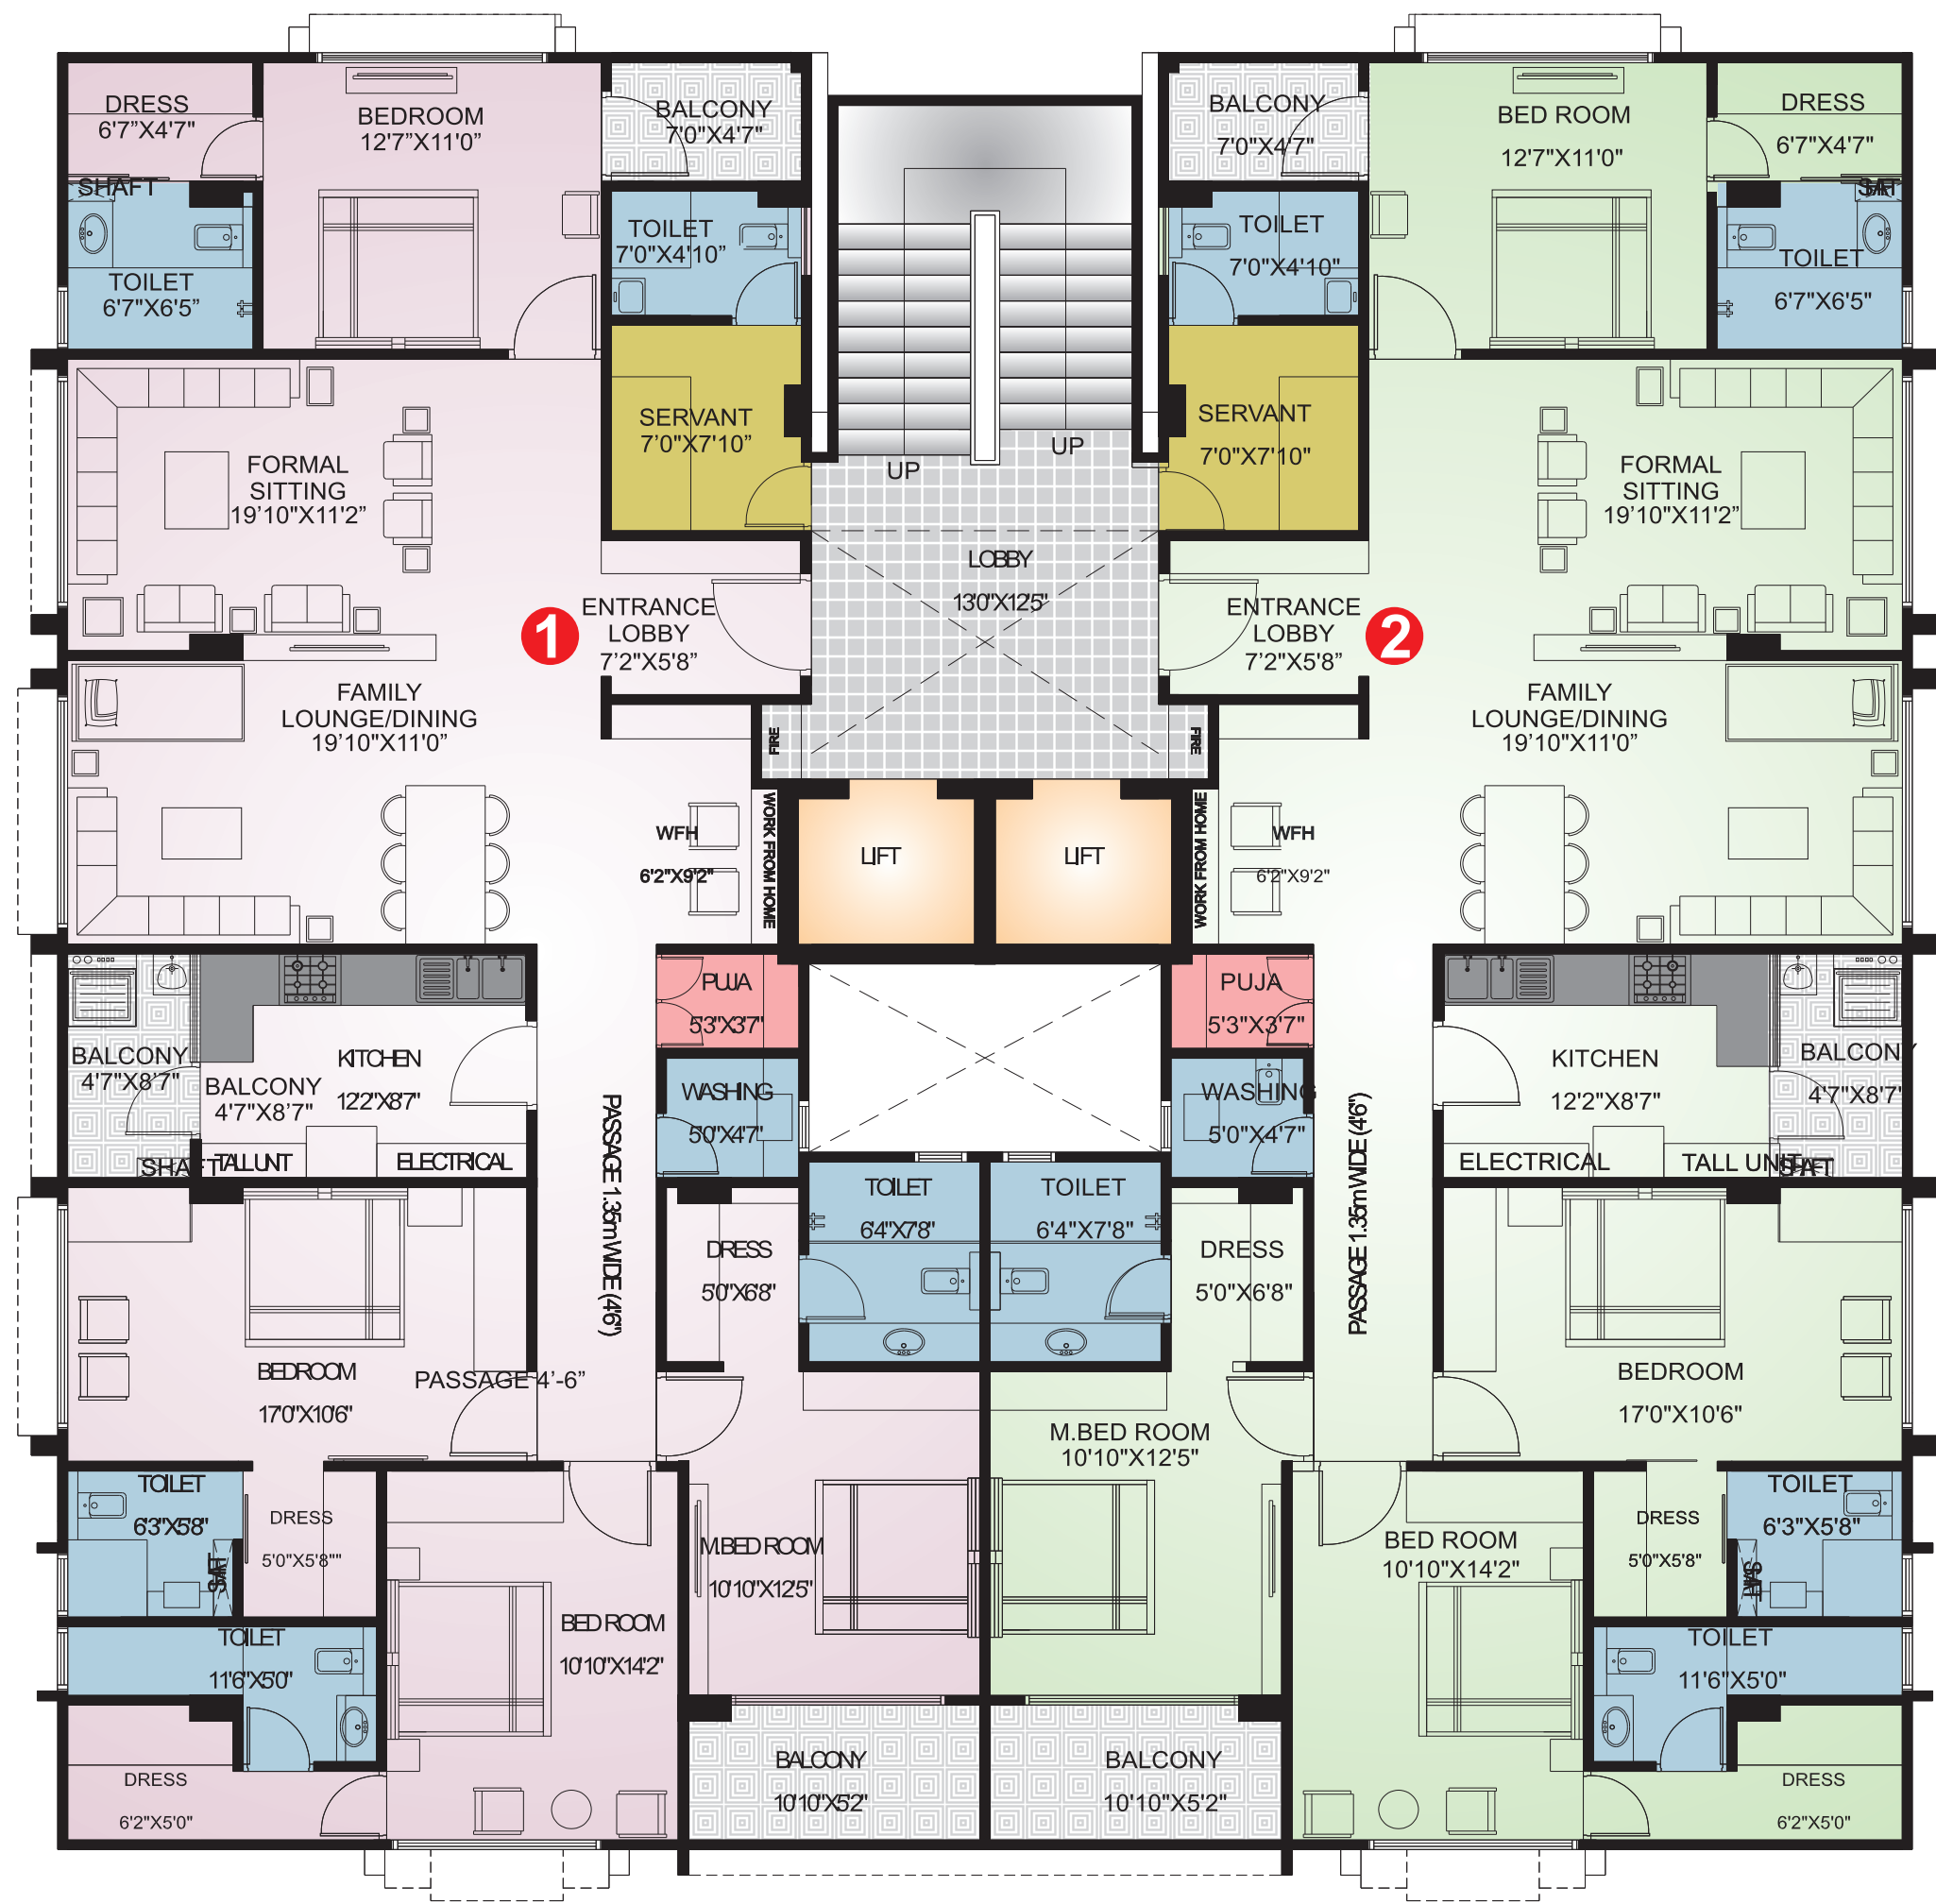 DRESS
6'7"X4'7"
BEDROOM
12'7"X11'0"
BALCONY
7'0"X4'7"
BALCONY
7'0"X4'7"
BED ROOM
12'7"X11'0"
DRESS
6'7"X4'7"
SHAFT
TOILET
6'7"X6'5"
TOILET
7'0"X4'10"
TOILET
7'0"X4'10"
TOILET
6'7"X6'5"
SERVANT
7'0"X7'10"
UP
UP
SERVANT
7'0"X7'10"
FORMAL
SITTING
19'10"X11'2"
FORMAL
SITTING
19'10"X11'2"
LOBBY
13'0"X12'5"
1
ENTRANCE
LOBBY
7'2"X5'8"
ENTRANCE
LOBBY
7'2"X5'8"
2
FAMILY
LOUNGE/DINING
19'10"X11'0"
FAMILY
LOUNGE/DINING
19'10"X11'0"
FIRE
FIRE
WFH
6'2"X9'2"
WORK FROM HOME
LIFT
LIFT
WORK FROM HOME
WFH
6'2"X9'2"
BALCONY
4'7"X8'7"
BALCONY
4'7"X8'7"
KITCHEN
12'2"X8'7"
PUJA
5'3"X3'7"
PUJA
5'3"X3'7"
KITCHEN
12'2"X8'7"
BALCONY
4'7"X8'7"
WASHING
5'0"X4'7"
WASHING
5'0"X4'7"
SHAFT
TALL UNIT
ELECTRICAL
PASSAGE 1.35m WIDE (4'6")
PASSAGE 1.35m WIDE (4'6")
ELECTRICAL
TALL UNIT
SHAFT
DRESS
5'0"X6'8"
TOILET
6'4"X7'8"
TOILET
6'4"X7'8"
DRESS
5'0"X6'8"
BEDROOM
17'0"X10'6"
PASSAGE 4'-6"
BEDROOM
17'0"X10'6"
M.BED ROOM
10'10"X12'5"
TOILET
6'3"X5'8"
DRESS
5'0"X5'8""
M.BED ROOM
10'10"X12'5"
BED ROOM
10'10"X14'2"
DRESS
5'0"X5'8"
TOILET
6'3"X5'8"
TOILET
11'6"X5'0"
BED ROOM
10'10"X14'2"
TOILET
11'6"X5'0"
DRESS
6'2"X5'0"
BALCONY
10'10"X5'2"
BALCONY
10'10"X5'2"
DRESS
6'2"X5'0"